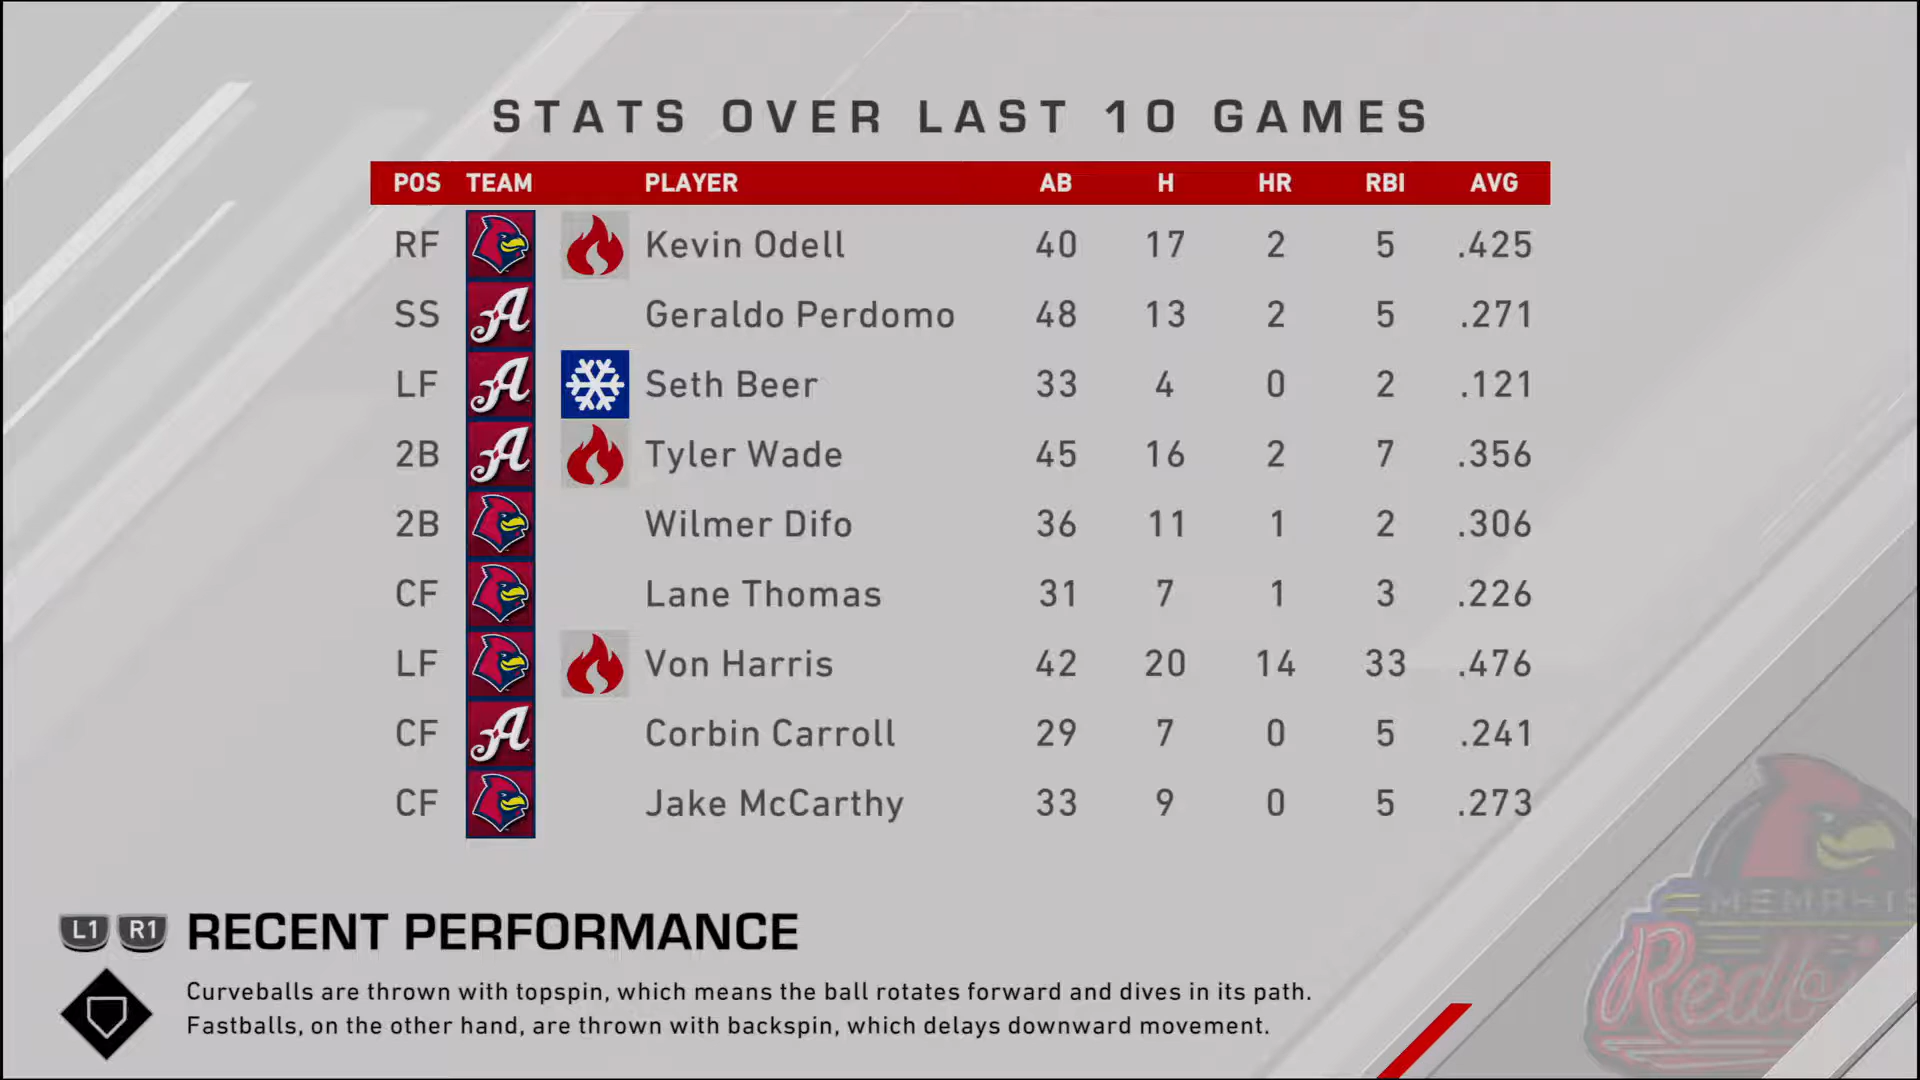 STATS OVER LAST 10 GAMES
POS TEAM PLAYER AB H HR RBI AVG
RF Kevin Odell 40 17 2 5 .425
SS A Geraldo Perdomo 48 13 2 5 .271
LF A Seth Beer 33 4 0 2 .121
2B A Tyler Wade 45 16 2 7 .356
2B Wilmer Difo 36 11 1 2 .306
CF Lane Thomas 31 7 1 3 .226
LF Von Harris 42 20 14 33 .476
CF A Corbin Carroll 29 7 0 5 .241
CF Jake McCarthy 33 9 0 5 .273
MEMPHIS
L1 R1 RECENT PERFORMANCE
Curveballs are thrown with topspin, which means the ball rotates forward and dives in its path.
Fastballs, on the other hand, are thrown with backspin, which delays downward movement.